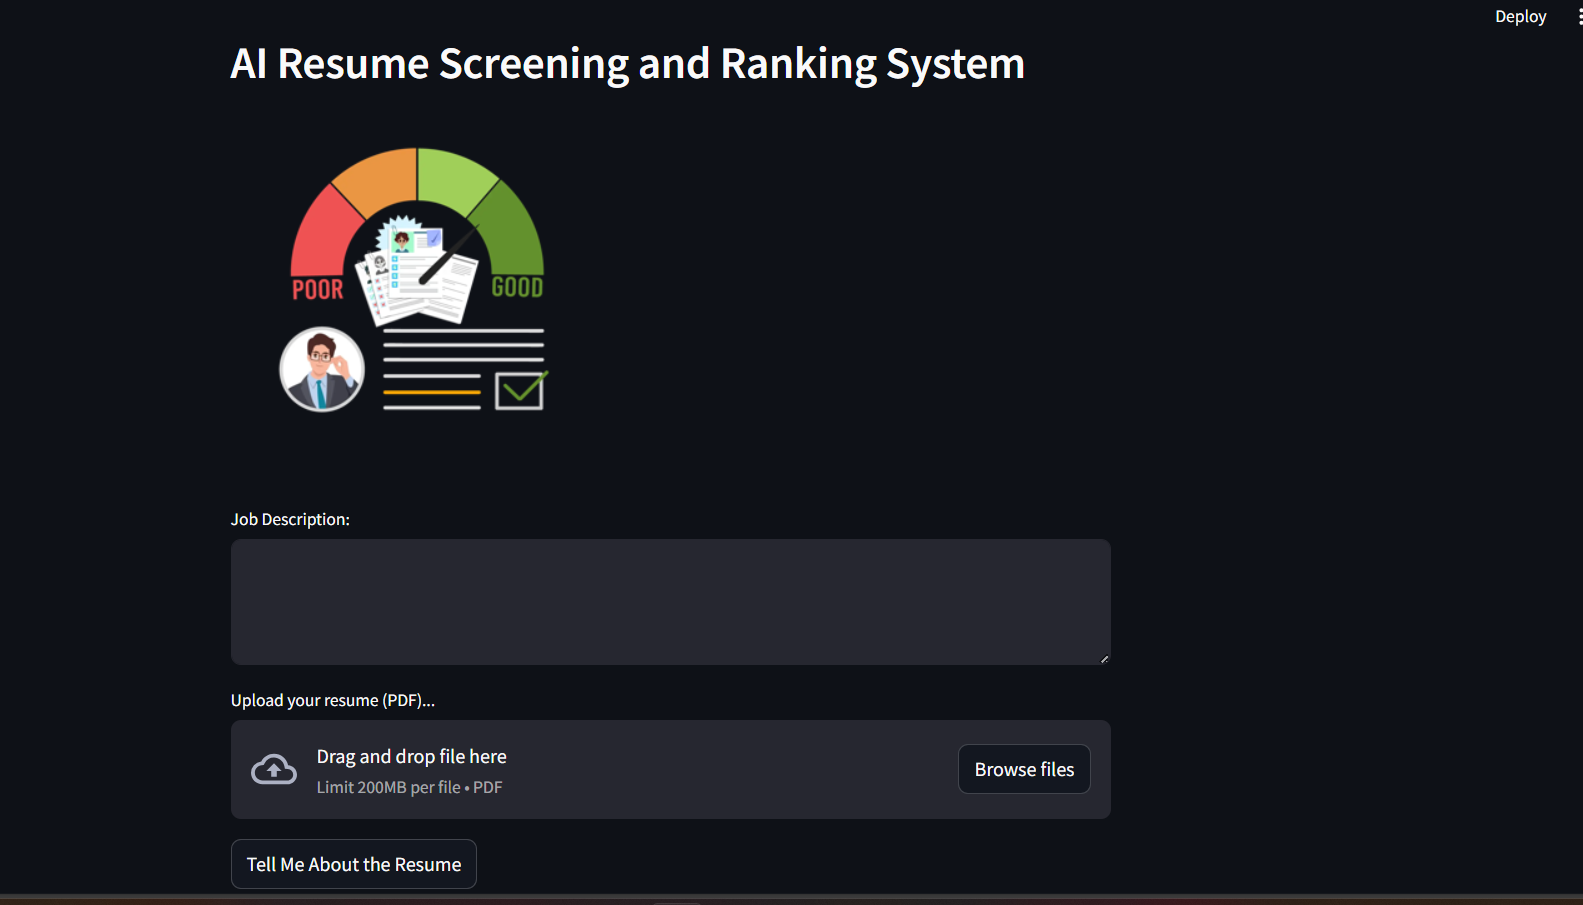 Deploy
AI Resume Screening and Ranking System
POOR
GOOD
Job Description:
Upload your resume (PDF)...
Drag and drop file here
Limit 200MB per file • PDF
Browse files
Tell Me About the Resume